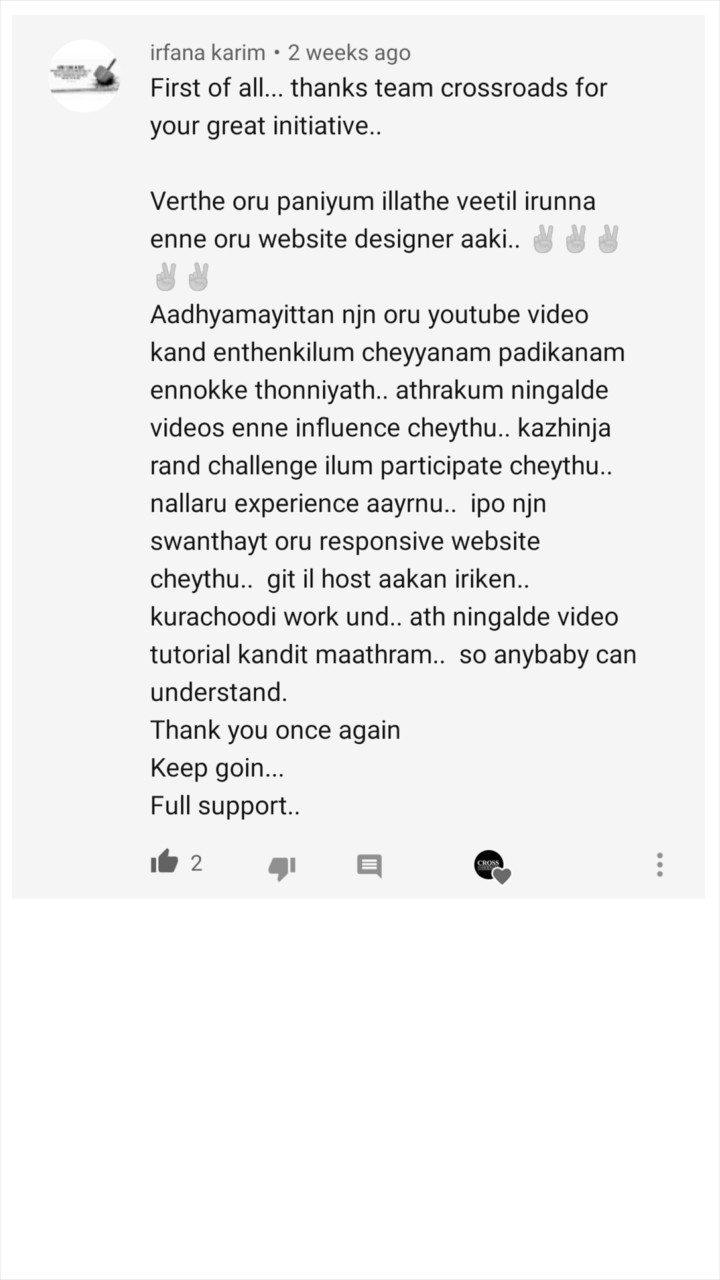 irfana karim • 2 weeks ago
First of all... thanks team crossroads for
your great initiative..
Verthe oru paniyum illathe veetil irunna
enne oru website designer aaki.. ✌✌✌
✌✌
Aadhyamayittan njn oru youtube video
kand enthenkilum cheyyanam padikanam
ennokke thonniyath.. athrakum ningalde
videos enne influence cheythu.. kazhinja
rand challenge ilum participate cheythu..
nallaru experience aayrnu..  ipo njn
swanthayt oru responsive website
cheythu..  git il host aakan iriken..
kurachoodi work und.. ath ningalde video
tutorial kandit maathram..  so anybaby can
understand.
Thank you once again
Keep goin...
Full support..
2
CROSS